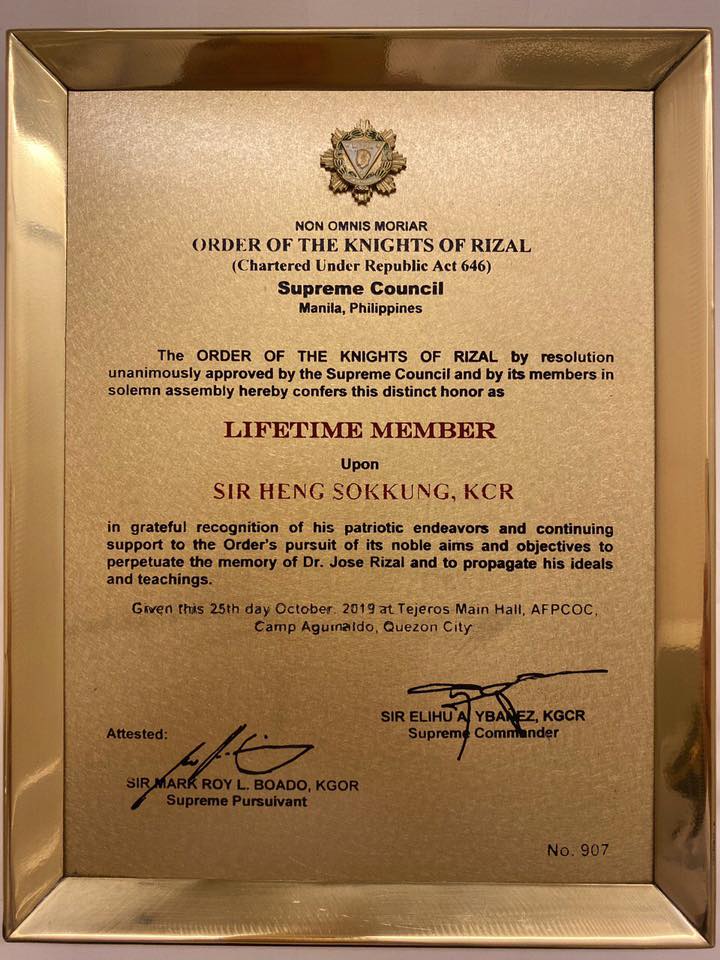 NON OMNIS MORIAR
ORDER OF THE KNIGHTS OF RIZAL
(Chartered Under Republic Act 646)
Supreme Council
Manila, Philippines
The ORDER OF THE KNIGHTS OF RIZAL by resolution
unanimously approved by the Supreme Council and by its members in
solemn assembly hereby confers this distinct honor as
LIFETIME MEMBER
Upon
SIR HENG SOKKUNG, KCR
in grateful recognition of his patriotic endeavors and continuing
support to the Order's pursuit of its noble aims and objectives to
perpetuate the memory of Dr. Jose Rizal and to propagate his ideals
and teachings.
Given this 25th day October. 2019 at Tejeros Main Hall, AFPCOC,
Camp Aguinaldo, Quezon City
SIR ELIHU A. YBAÑEZ, KGCR
Supreme Commander
Attested:
SIR MARK ROY L. BOADO, KGOR
Supreme Pursuivant
No. 907